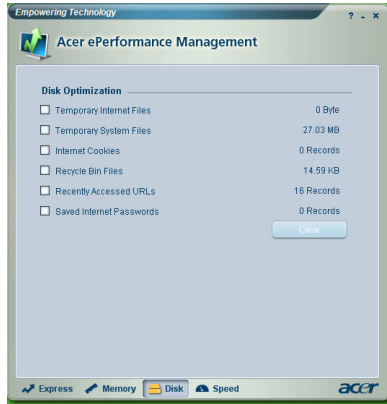 Empowering Technology
? - ×
Acer ePerformance Management
Disk Optimization
Temporary Internet Files 0 Byte
Temporary System Files 27.03 MB
Internet Cookies 0 Records
Recycle Bin Files 14.59 KB
Recently Accessed URLs 16 Records
Saved Internet Passwords 0 Records
Clear
Express Memory Disk Speed acer